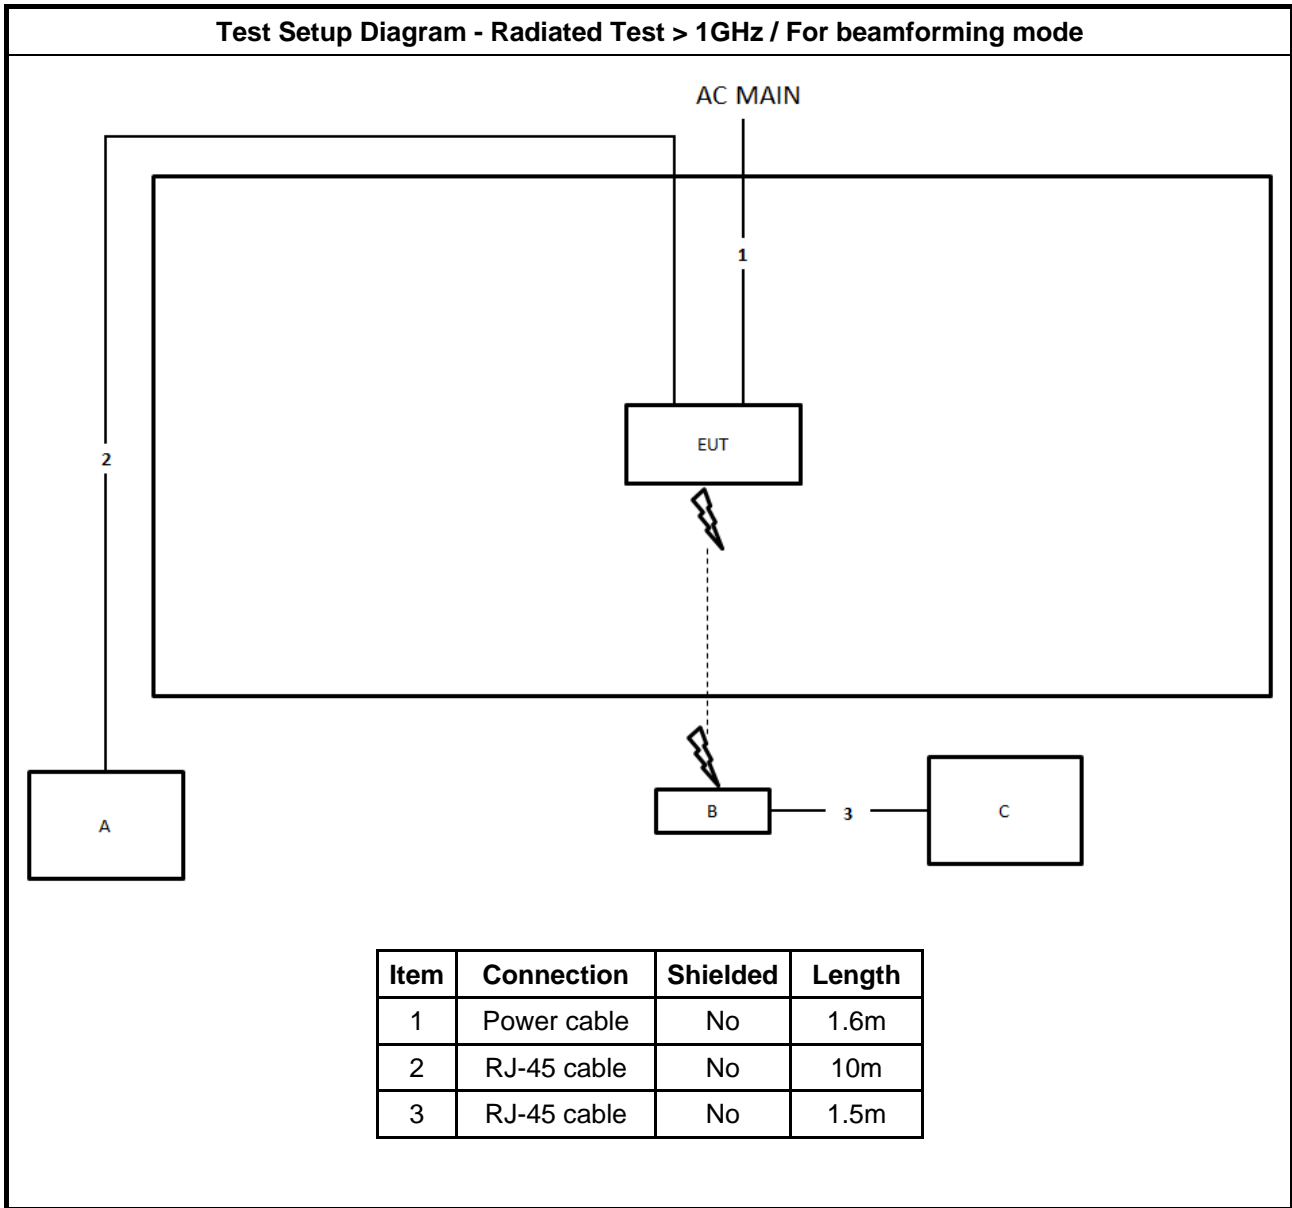 Test Setup Diagram - Radiated Test > 1GHz / For beamforming mode
AC MAIN
1
EUT
2
A
B
3
C
Item Connection Shielded Length
1 Power cable No 1.6m
2 RJ-45 cable No 10m
3 RJ-45 cable No 1.5m